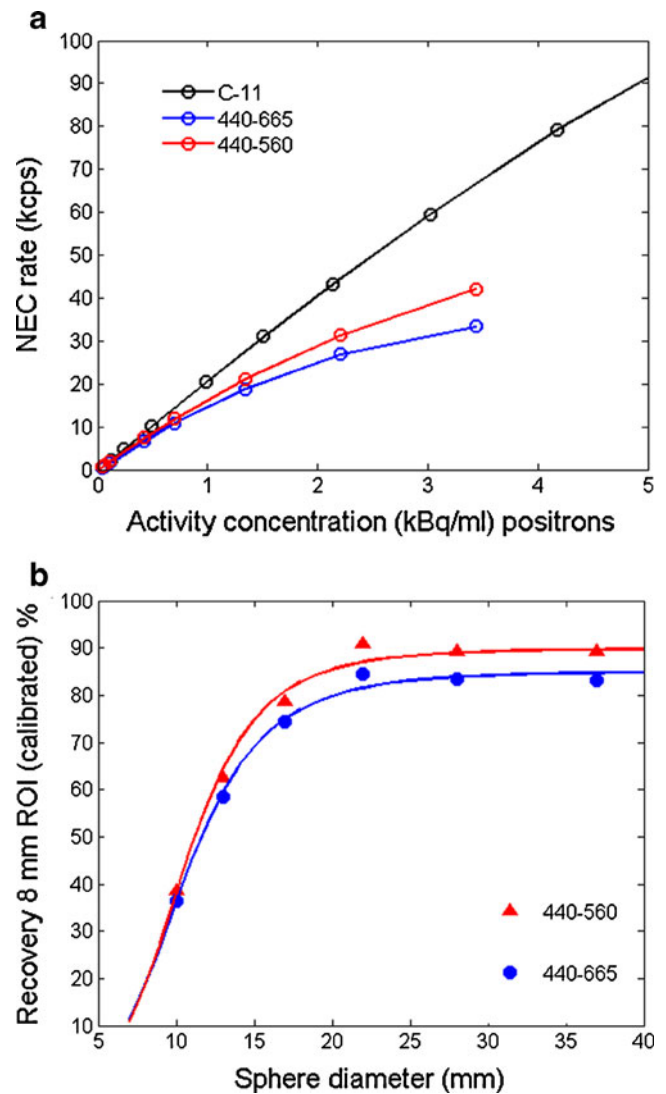 a
100
90
80
70
60
50
40
30
20
10
0
NEC rate (kcps)
C-11
440-665
440-560
0 1 2 3 4 5
Activity concentration (kBq/ml) positrons
b
100
90
80
70
60
50
40
30
20
10
Recovery 8 mm ROI (calibrated) %
440-560
440-665
5 10 15 20 25 30 35 40
Sphere diameter (mm)